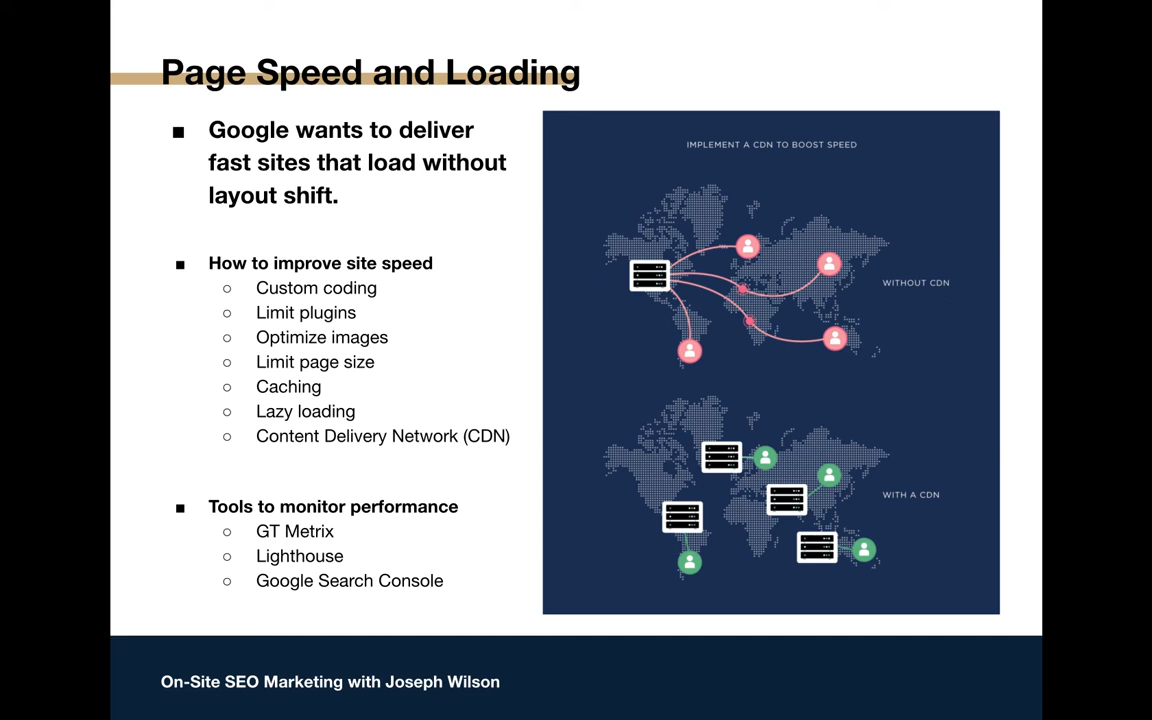 Page Speed and Loading
■ Google wants to deliver
fast sites that load without
layout shift.
■ How to improve site speed
○ Custom coding
○ Limit plugins
○ Optimize images
○ Limit page size
○ Caching
○ Lazy loading
○ Content Delivery Network (CDN)
■ Tools to monitor performance
○ GT Metrix
○ Lighthouse
○ Google Search Console
IMPLEMENT A CDN TO BOOST SPEED
WITHOUT CDN
WITH A CDN
On-Site SEO Marketing with Joseph Wilson